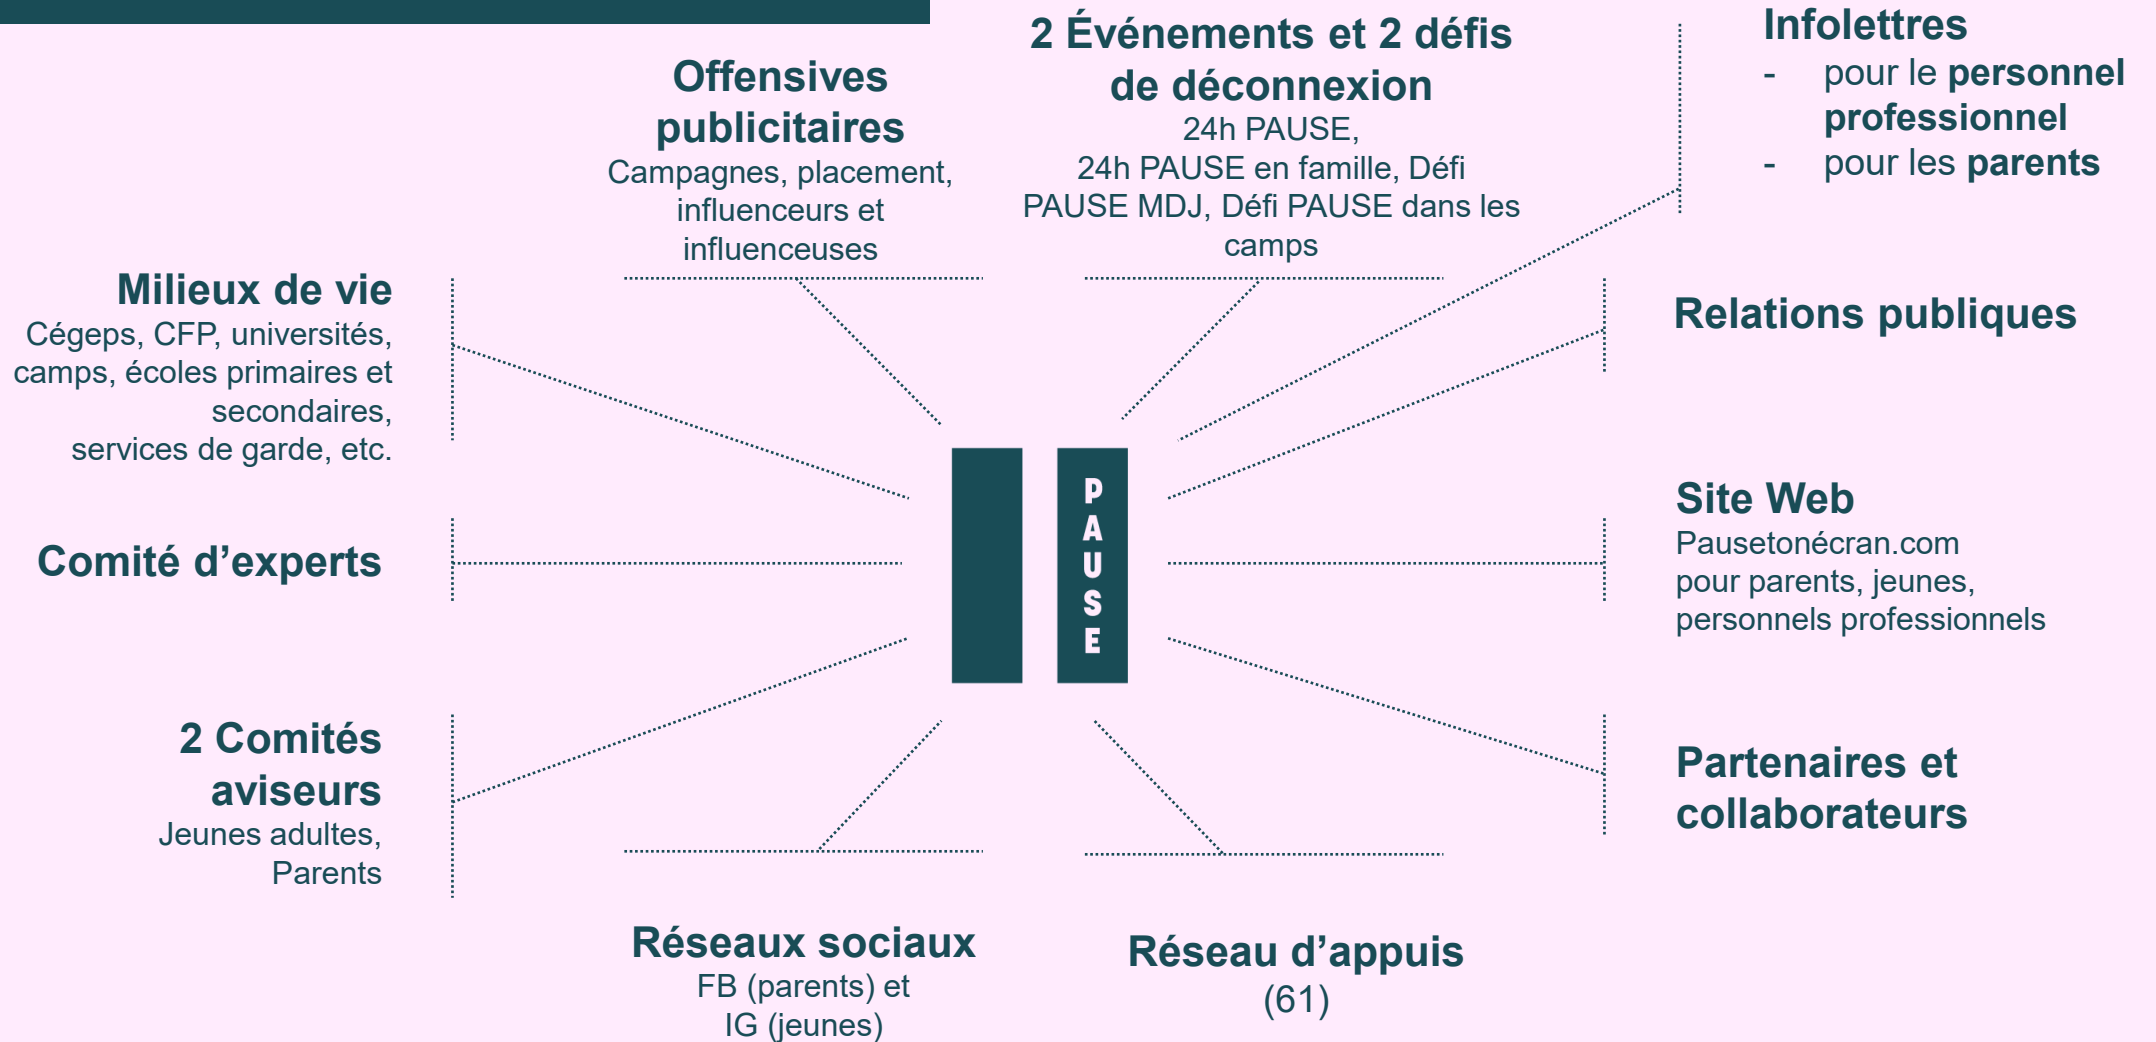 Offensives
publicitaires
Campagnes, placement,
influenceurs et
influenceuses
2 Événements et 2 défis
de déconnexion
24h PAUSE,
24h PAUSE en famille, Défi
PAUSE MDJ, Défi PAUSE dans les
camps
Infolettres
- pour le personnel
professionnel
- pour les parents
Milieux de vie
Cégeps, CFP, universités,
camps, écoles primaires et
secondaires,
services de garde, etc.
Relations publiques
PAUSE
Comité d’experts
Site Web
Pausetonécran.com
pour parents, jeunes,
personnels professionnels
2 Comités
aviseurs
Jeunes adultes,
Parents
Partenaires et
collaborateurs
Réseaux sociaux
FB (parents) et
IG (jeunes)
Réseau d’appuis
(61)